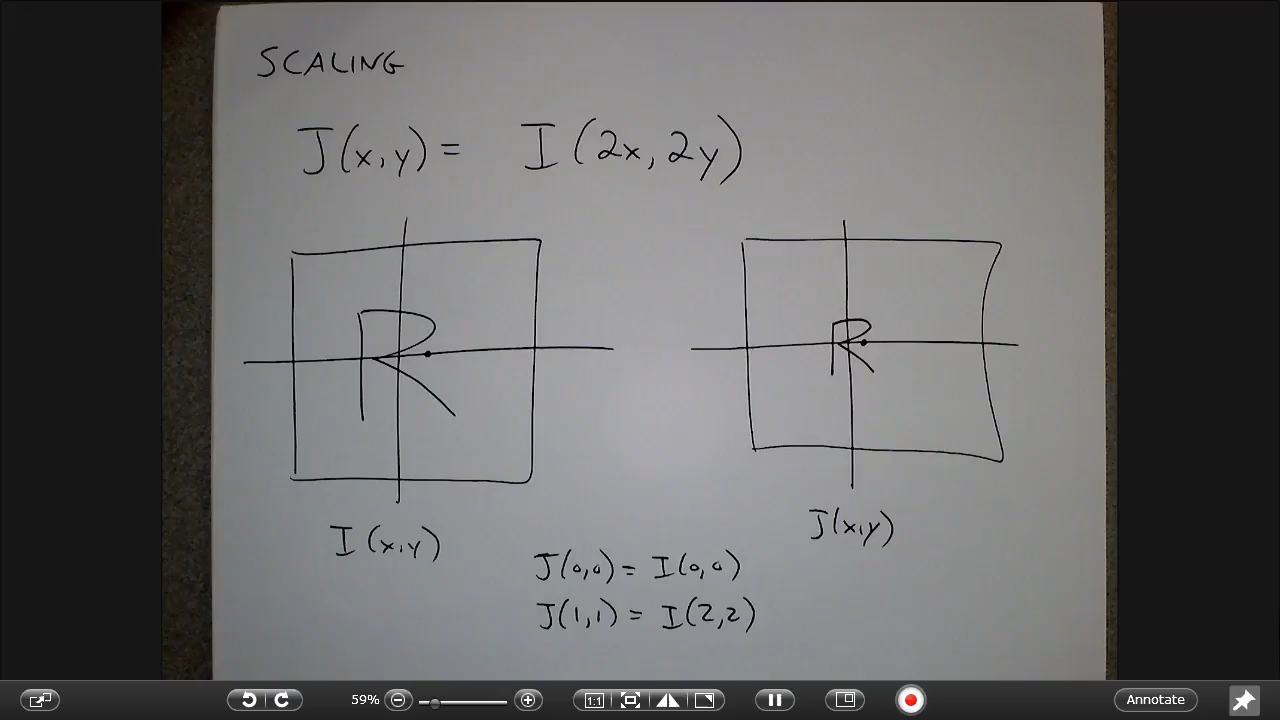 SCALING
J(x,y) = I(2x, 2y)
R
R
I(x,y)
J(x,y)
J(0,0) = I(0,0)
J(1,1) = I(2,2)
59%
1:1
Annotate